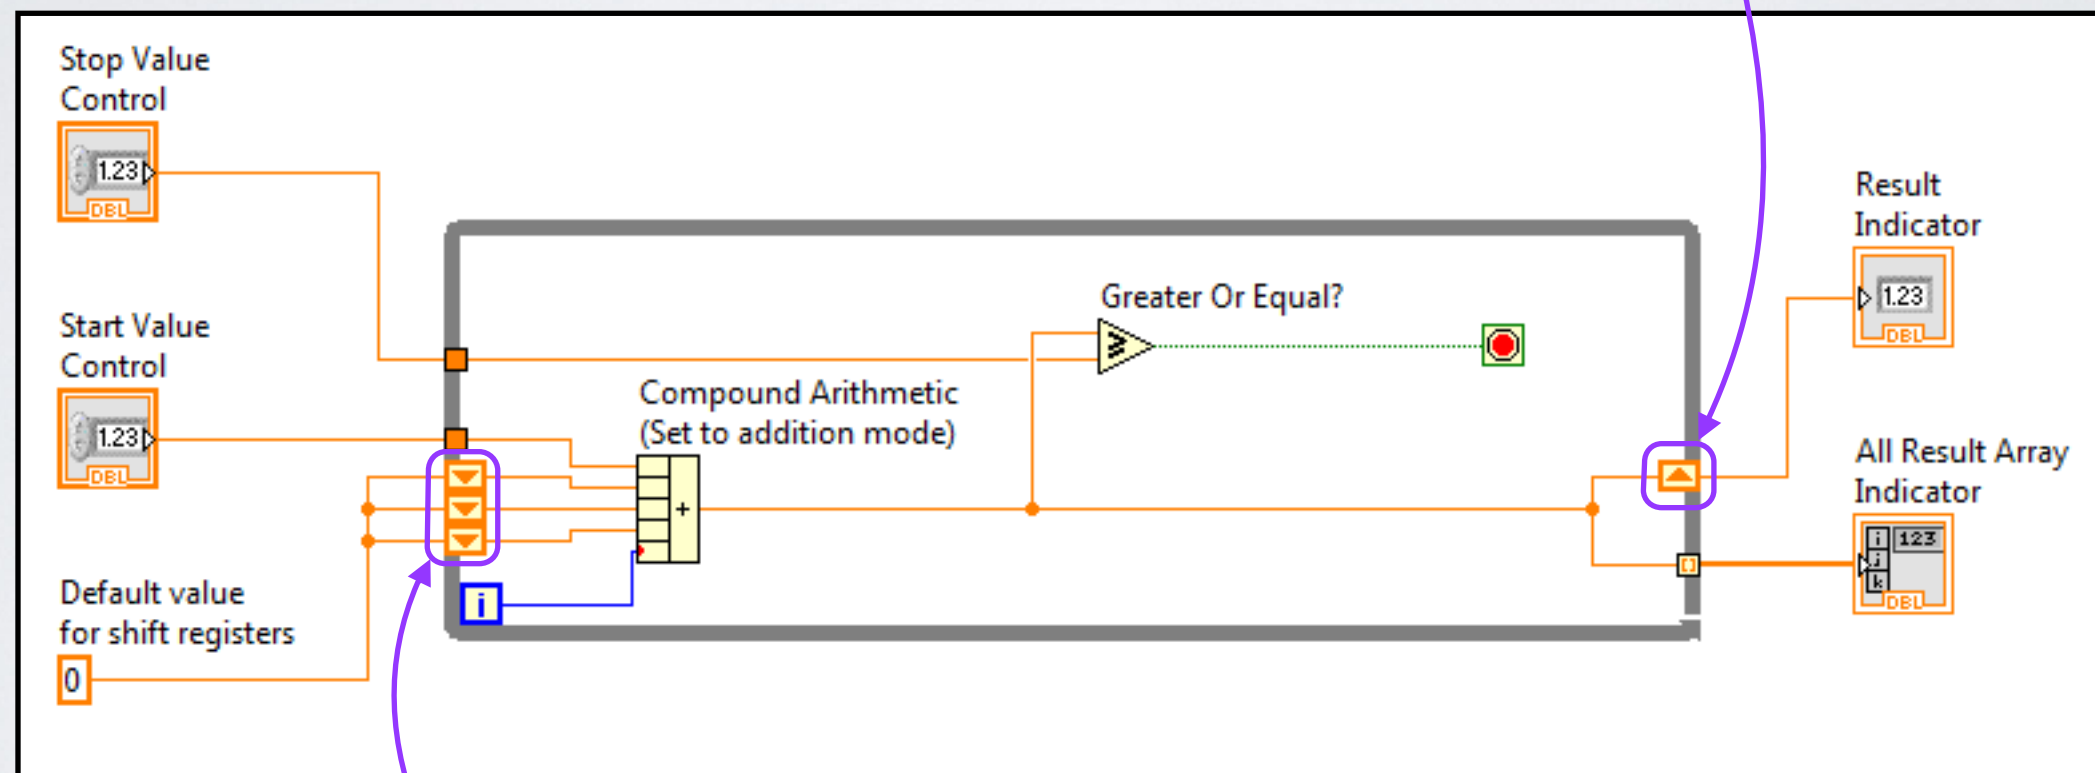 Stop Value
Control
1.23
DBL
Start Value
Control
1.23
DBL
Default value
for shift registers
0
i
Compound Arithmetic
(Set to addition mode)
+
Greater Or Equal?
≥
Result
Indicator
1.23
DBL
All Result Array
Indicator
i
j
k
123
DBL